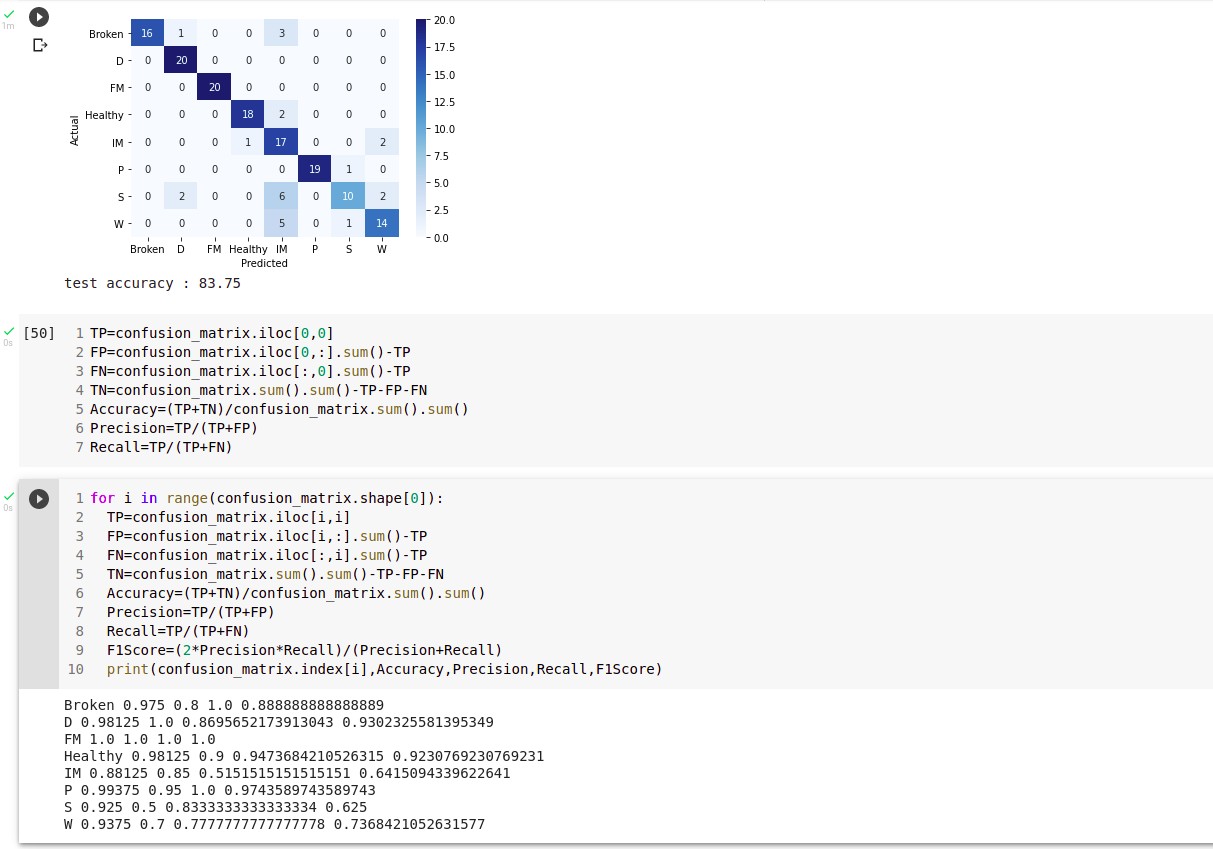 1m
Broken 16 1 0 0 3 0 0 0
D 0 20 0 0 0 0 0 0
FM 0 0 20 0 0 0 0 0
Healthy 0 0 0 18 2 0 0 0
IM 0 0 0 1 17 0 0 2
P 0 0 0 0 0 19 1 0
S 0 2 0 0 6 0 10 2
W 0 0 0 0 5 0 1 14
Broken D FM Healthy IM P S W
Predicted
Actual
20.0
17.5
15.0
12.5
10.0
7.5
5.0
2.5
0.0
test accuracy : 83.75
0s
[50]
1 TP=confusion_matrix.iloc[0,0]
2 FP=confusion_matrix.iloc[0,:].sum()-TP
3 FN=confusion_matrix.iloc[:,0].sum()-TP
4 TN=confusion_matrix.sum().sum()-TP-FP-FN
5 Accuracy=(TP+TN)/confusion_matrix.sum().sum()
6 Precision=TP/(TP+FP)
7 Recall=TP/(TP+FN)
0s
1 for i in range(confusion_matrix.shape[0]):
2   TP=confusion_matrix.iloc[i,i]
3   FP=confusion_matrix.iloc[i,:].sum()-TP
4   FN=confusion_matrix.iloc[:,i].sum()-TP
5   TN=confusion_matrix.sum().sum()-TP-FP-FN
6   Accuracy=(TP+TN)/confusion_matrix.sum().sum()
7   Precision=TP/(TP+FP)
8   Recall=TP/(TP+FN)
9   F1Score=(2*Precision*Recall)/(Precision+Recall)
10   print(confusion_matrix.index[i],Accuracy,Precision,Recall,F1Score)
Broken 0.975 0.8 1.0 0.888888888888889
D 0.98125 1.0 0.8695652173913043 0.9302325581395349
FM 1.0 1.0 1.0 1.0
Healthy 0.98125 0.9 0.9473684210526315 0.9230769230769231
IM 0.88125 0.85 0.5151515151515151 0.6415094339622641
P 0.99375 0.95 1.0 0.9743589743589743
S 0.925 0.5 0.8333333333333334 0.625
W 0.9375 0.7 0.7777777777777778 0.7368421052631577